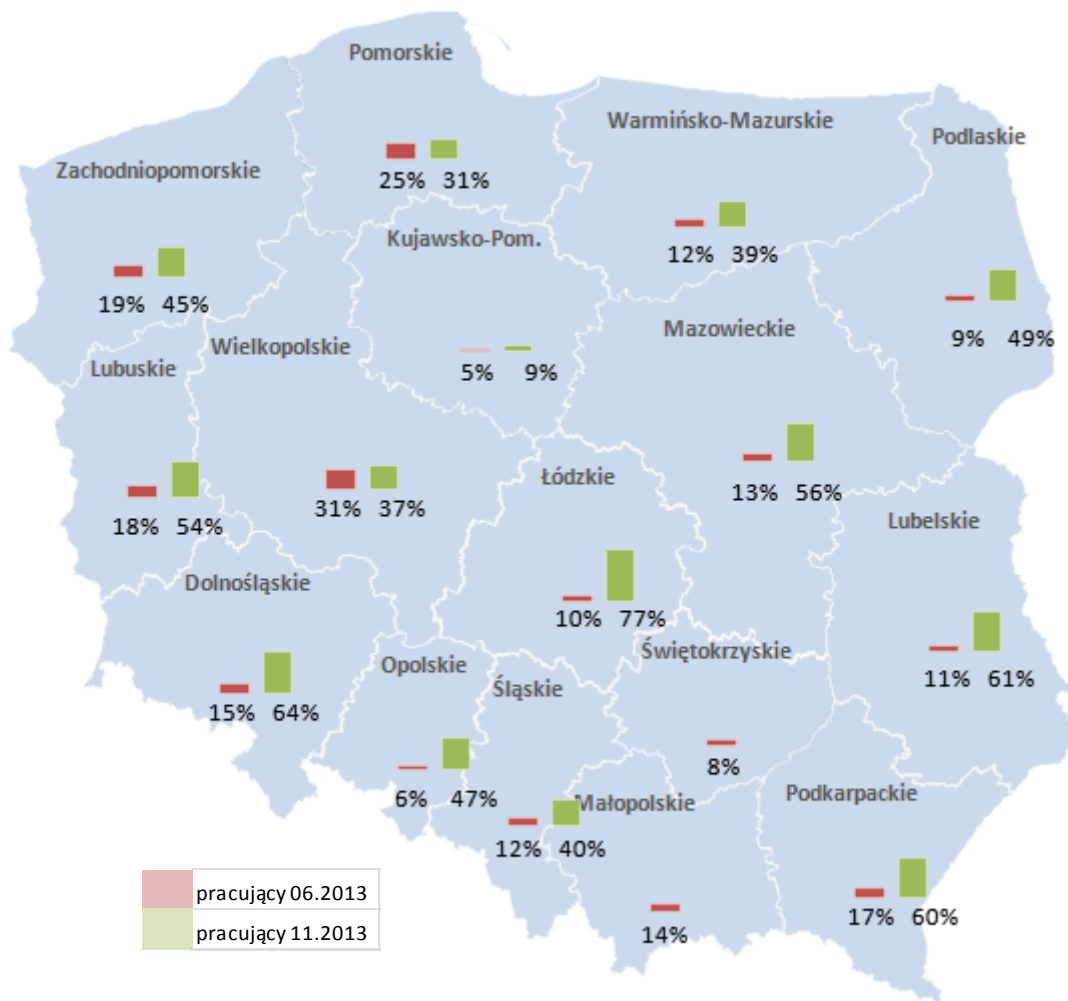 Pomorskie
25% 31%
Warmińsko-Mazurskie
12% 39%
Podlaskie
9% 49%
Zachodniopomorskie
19% 45%
Kujawsko-Pom.
5% 9%
Mazowieckie
13% 56%
Wielkopolskie
31% 37%
Lubuskie
18% 54%
Łódzkie
10% 77%
Lubelskie
11% 61%
Dolnośląskie
15% 64%
Opolskie
6% 47%
Śląskie
12% 40%
Świętokrzyskie
8%
Małopolskie
14%
Podkarpackie
17% 60%
pracujący 06.2013
pracujący 11.2013